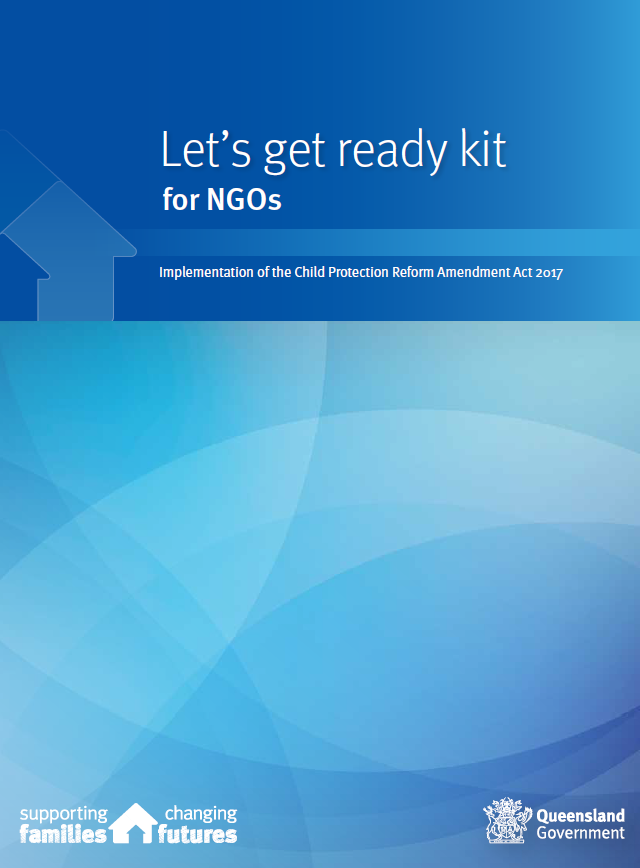 Let's get ready kit
for NGOs
Implementation of the Child Protection Reform Amendment Act 2017
supporting changing
families futures
Queensland
Government